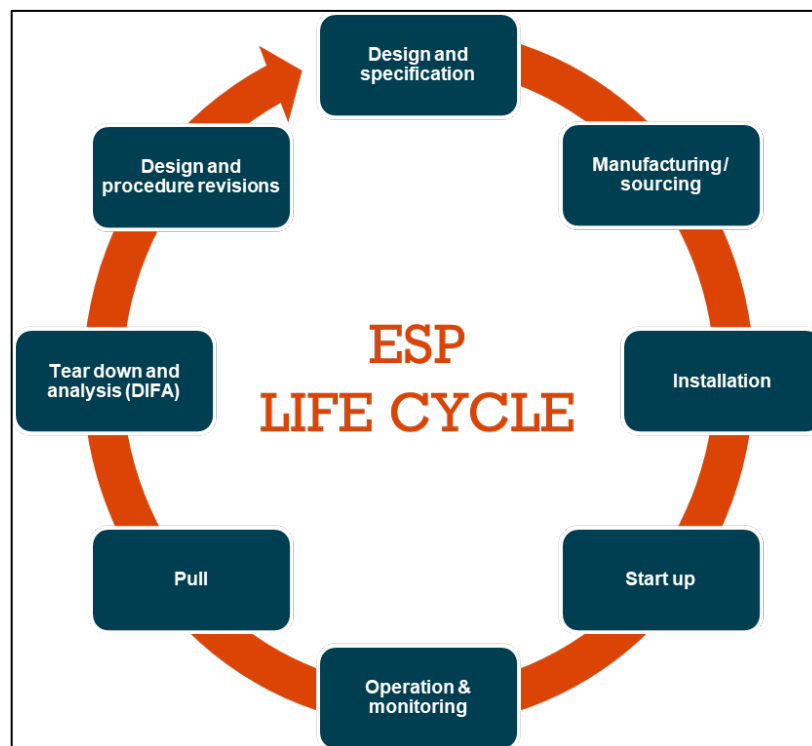 Design and
specification
Manufacturing/
sourcing
Installation
Start up
Operation &
monitoring
Pull
Tear down and
analysis (DIFA)
Design and
procedure revisions
ESP
LIFE CYCLE